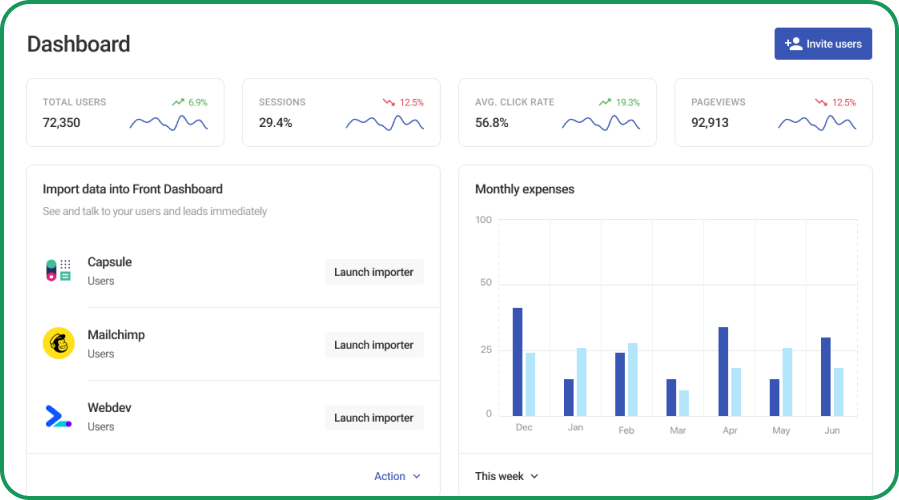 Dashboard
Invite users
TOTAL USERS
6.9%
72,350
SESSIONS
12.5%
29.4%
AVG. CLICK RATE
19.3%
56.8%
PAGEVIEWS
12.5%
92,913
Import data into Front Dashboard
See and talk to your users and leads immediately
Capsule
Users
Launch importer
Mailchimp
Users
Launch importer
Webdev
Users
Launch importer
Action
Monthly expenses
100
50
25
0
Dec Jan Feb Mar Apr May Jun
This week